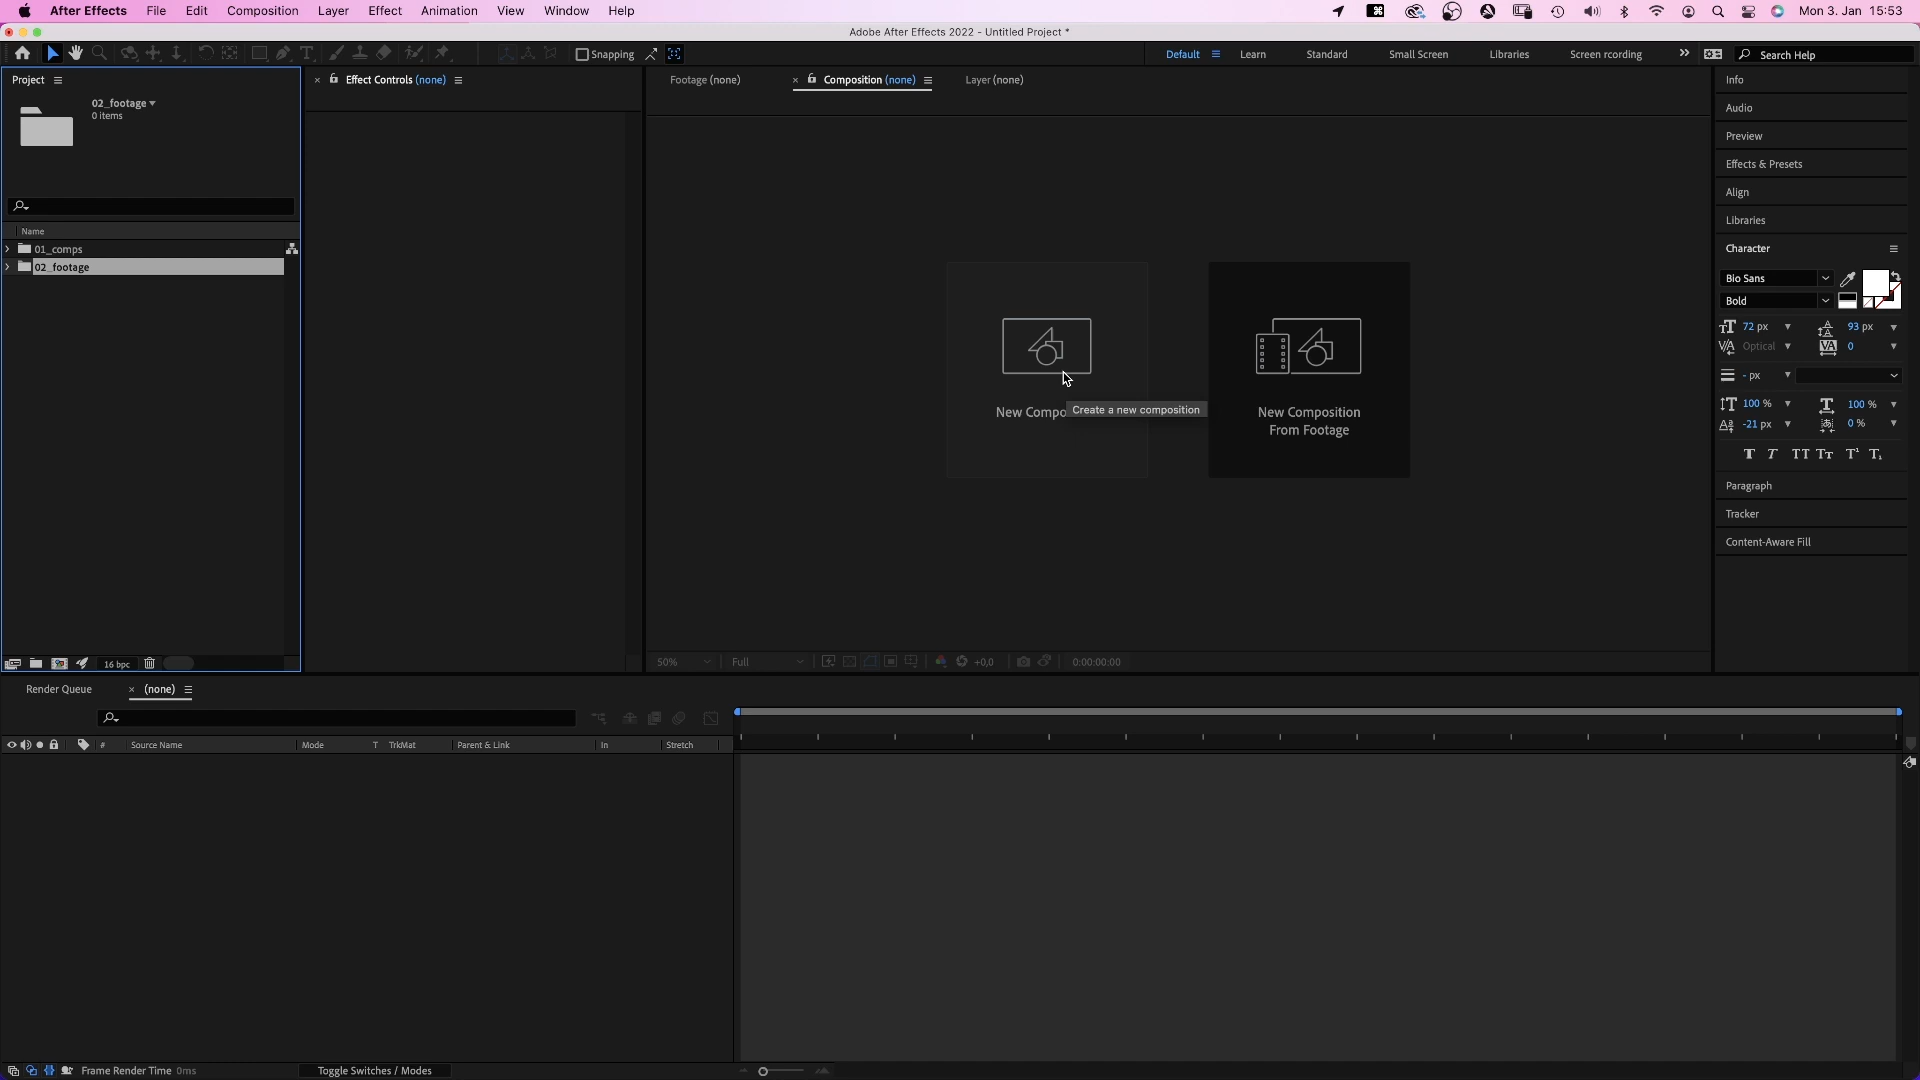 After Effects File Edit Composition Layer Effect Animation View Window Help Mon 3. Jan 15:53
Adobe After Effects 2022 - Untitled Project *
Snapping Default Learn Standard Small Screen Libraries Screen rcording Search Help
Project
02_footage
0 items
Name
01_comps
02_footage
16 bpc
Effect Controls (none)
Footage (none) Composition (none) Layer (none)
New Compo
Create a new composition
New Composition
From Footage
50% Full +0,0 0:00:00:00
Info
Audio
Preview
Effects & Presets
Align
Libraries
Character
Bio Sans
Bold
72 px 93 px
Optical 0
- px
100 % 100 %
-21 px 0 %
Paragraph
Tracker
Content-Aware Fill
Render Queue (none)
# Source Name Mode T TrkMat Parent & Link In Stretch
Frame Render Time 0ms Toggle Switches / Modes